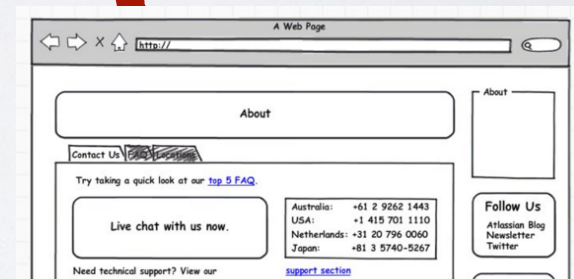 A Web Page
http://
About
About
Contact Us FAQ Locations
Try taking a quick look at our top 5 FAQ.
Live chat with us now.
Australia: +61 2 9262 1443
USA: +1 415 701 1110
Netherlands: +31 20 796 0060
Japan: +81 3 5740-5267
Need technical support? View our
support section
Follow Us
Atlassian Blog
Newsletter
Twitter